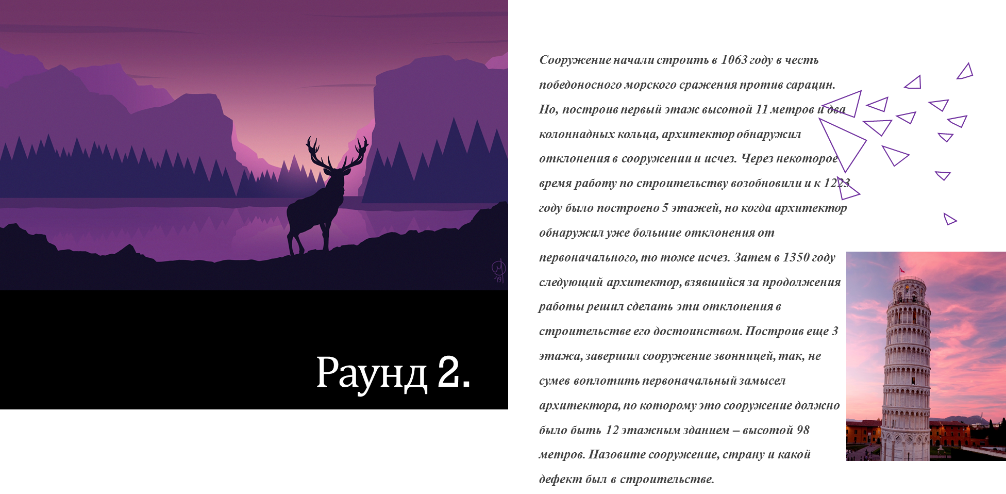 Раунд 2.
Сооружение начали строить в 1063 году в честь
победоносного морского сражения против сарацин.
Но, построив первый этаж высотой 11 метров и два
колоннадных кольца, архитектор обнаружил
отклонения в сооружении и исчез. Через некоторое
время работу по строительству возобновили и к 1223
году было построено 5 этажей, но когда архитектор
обнаружил уже большие отклонения от
первоначального, то тоже исчез. Затем в 1350 году
следующий архитектор, взявшийся за продолжения
работы решил сделать эти отклонения в
строительстве его достоинством. Построив еще 3
этажа, завершил сооружение звонницей, так, не
сумев воплотить первоначальный замысел
архитектора, по которому это сооружение должно
было быть 12 этажным зданием – высотой 98
метров. Назовите сооружение, страну и какой
дефект был в строительстве.